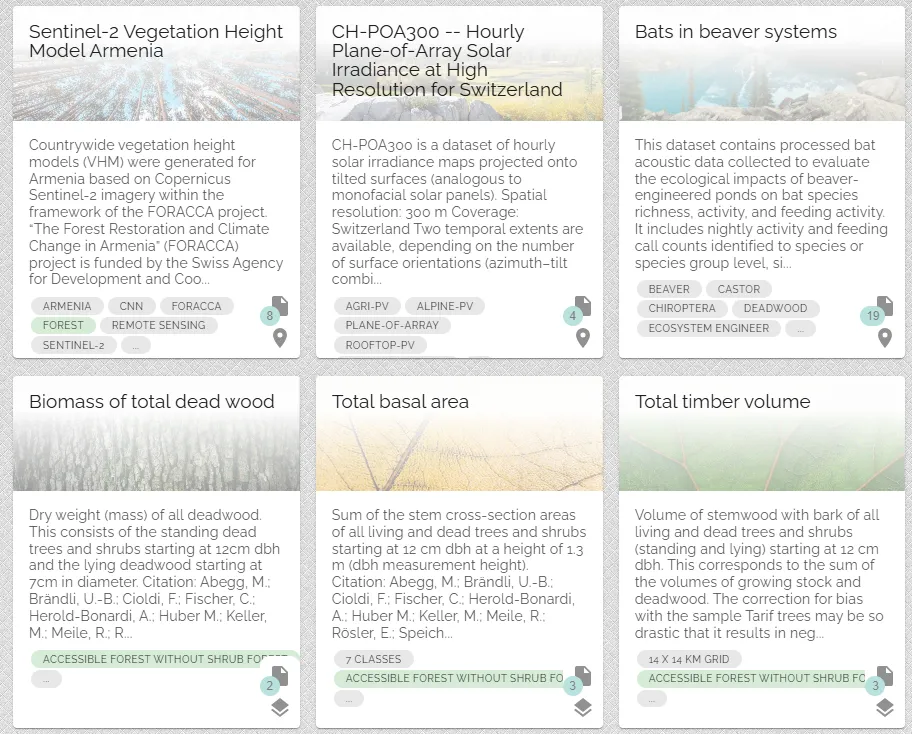 Sentinel-2 Vegetation Height
Model Armenia
Countrywide vegetation height
models (VHM) were generated for
Armenia based on Copernicus
Sentinel-2 imagery within the
framework of the FORACCA project.
“The Forest Restoration and Climate
Change in Armenia” (FORACCA)
project is funded by the Swiss Agency
for Development and Coo...
ARMENIA CNN FORACCA
FOREST REMOTE SENSING
SENTINEL-2 ...
8
CH-POA300 -- Hourly
Plane-of-Array Solar
Irradiance at High
Resolution for Switzerland
CH-POA300 is a dataset of hourly
solar irradiance maps projected onto
tilted surfaces (analogous to
monofacial solar panels). Spatial
resolution: 300 m Coverage:
Switzerland Two temporal extents are
available, depending on the number
of surface orientations (azimuth–tilt
combi...
AGRI-PV ALPINE-PV
PLANE-OF-ARRAY
ROOFTOP-PV
4
Bats in beaver systems
This dataset contains processed bat
acoustic data collected to evaluate
the ecological impacts of beaver-
engineered ponds on bat species
richness, activity, and feeding activity.
It includes nightly activity and feeding
call counts identified to species or
species group level, si...
BEAVER CASTOR
CHIROPTERA DEADWOOD
ECOSYSTEM ENGINEER ...
19
Biomass of total dead wood
Dry weight (mass) of all deadwood.
This consists of the standing dead
trees and shrubs starting at 12cm dbh
and the lying deadwood starting at
7cm in diameter. Citation: Abegg, M.;
Brändli, U.-B.; Cioldi, F.; Fischer, C.;
Herold-Bonardi, A.; Huber M.; Keller,
M.; Meile, R.; R...
ACCESSIBLE FOREST WITHOUT SHRUB FOREST
...
2
Total basal area
Sum of the stem cross-section areas
of all living and dead trees and shrubs
starting at 12 cm dbh at a height of 1.3
m (dbh measurement height).
Citation: Abegg, M.; Brändli, U.-B.;
Cioldi, F.; Fischer, C.; Herold-Bonardi,
A.; Huber M.; Keller, M.; Meile, R.;
Rösler, E.; Speich...
7 CLASSES
ACCESSIBLE FOREST WITHOUT SHRUB FO
...
3
Total timber volume
Volume of stemwood with bark of all
living and dead trees and shrubs
(standing and lying) starting at 12 cm
dbh. This corresponds to the sum of
the volumes of growing stock and
deadwood. The correction for bias
with the sample Tarif trees may be so
drastic that it results in neg...
14 X 14 KM GRID
ACCESSIBLE FOREST WITHOUT SHRUB FO
...
3